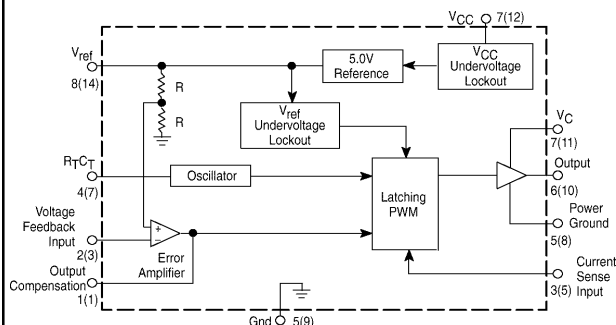 VCC 7(12)
Vref
8(14)
R
R
5.0V
Reference
VCC
Undervoltage
Lockout
Vref
Undervoltage
Lockout
VC
7(11)
RTCT
4(7)
Oscillator
Latching
PWM
Output
6(10)
Voltage
Feedback
Input
2(3)
+
−
Error
Amplifier
Power
Ground
5(8)
Output
Compensation
1(1)
Current
Sense
Input
3(5)
Gnd 5(9)